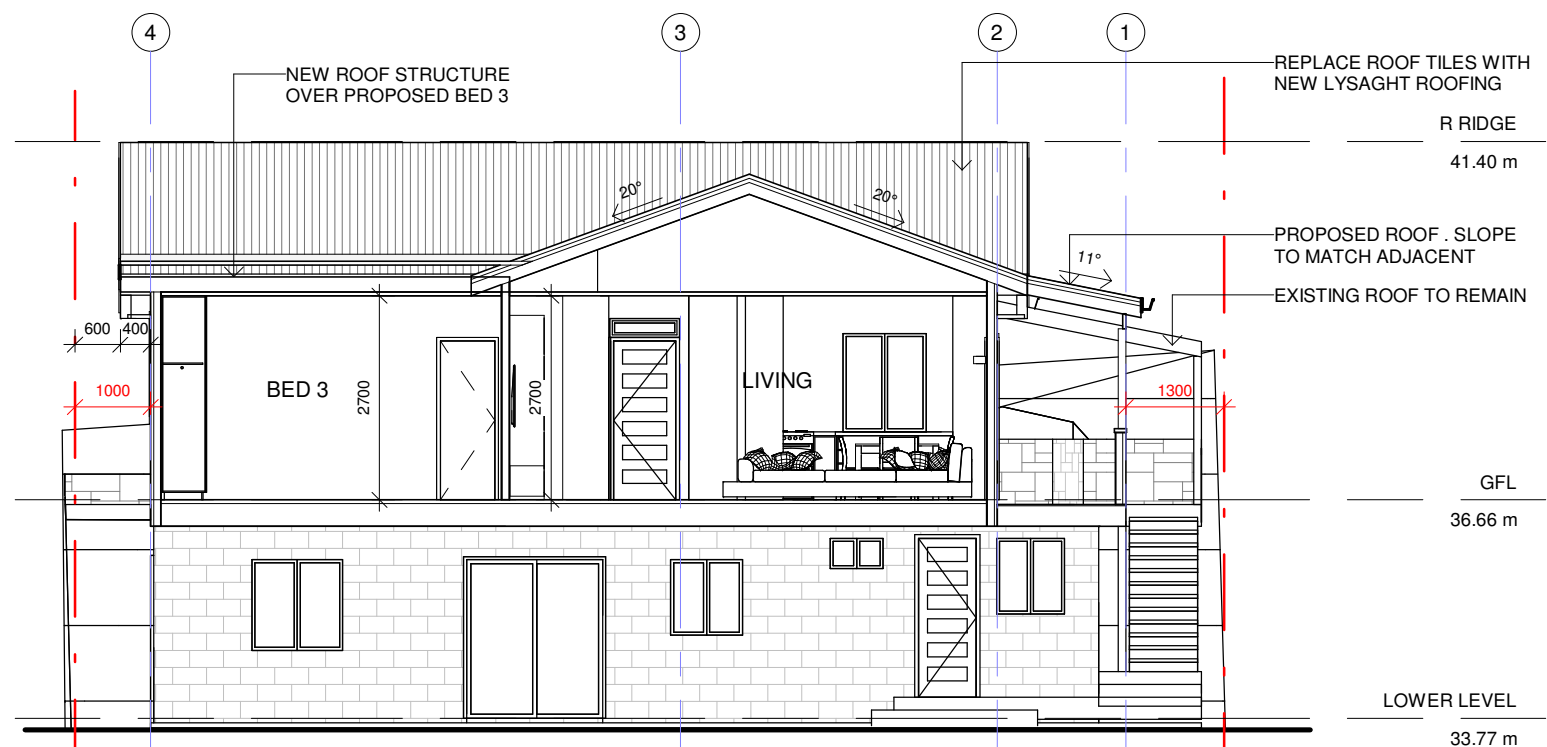 4
3
2
1
NEW ROOF STRUCTURE
OVER PROPOSED BED 3
REPLACE ROOF TILES WITH
NEW LYSAGHT ROOFING
R RIDGE
41.40 m
20°
20°
PROPOSED ROOF . SLOPE
TO MATCH ADJACENT
11°
EXISTING ROOF TO REMAIN
600
400
1000
BED 3
2700
2700
LIVING
1300
GFL
36.66 m
LOWER LEVEL
33.77 m